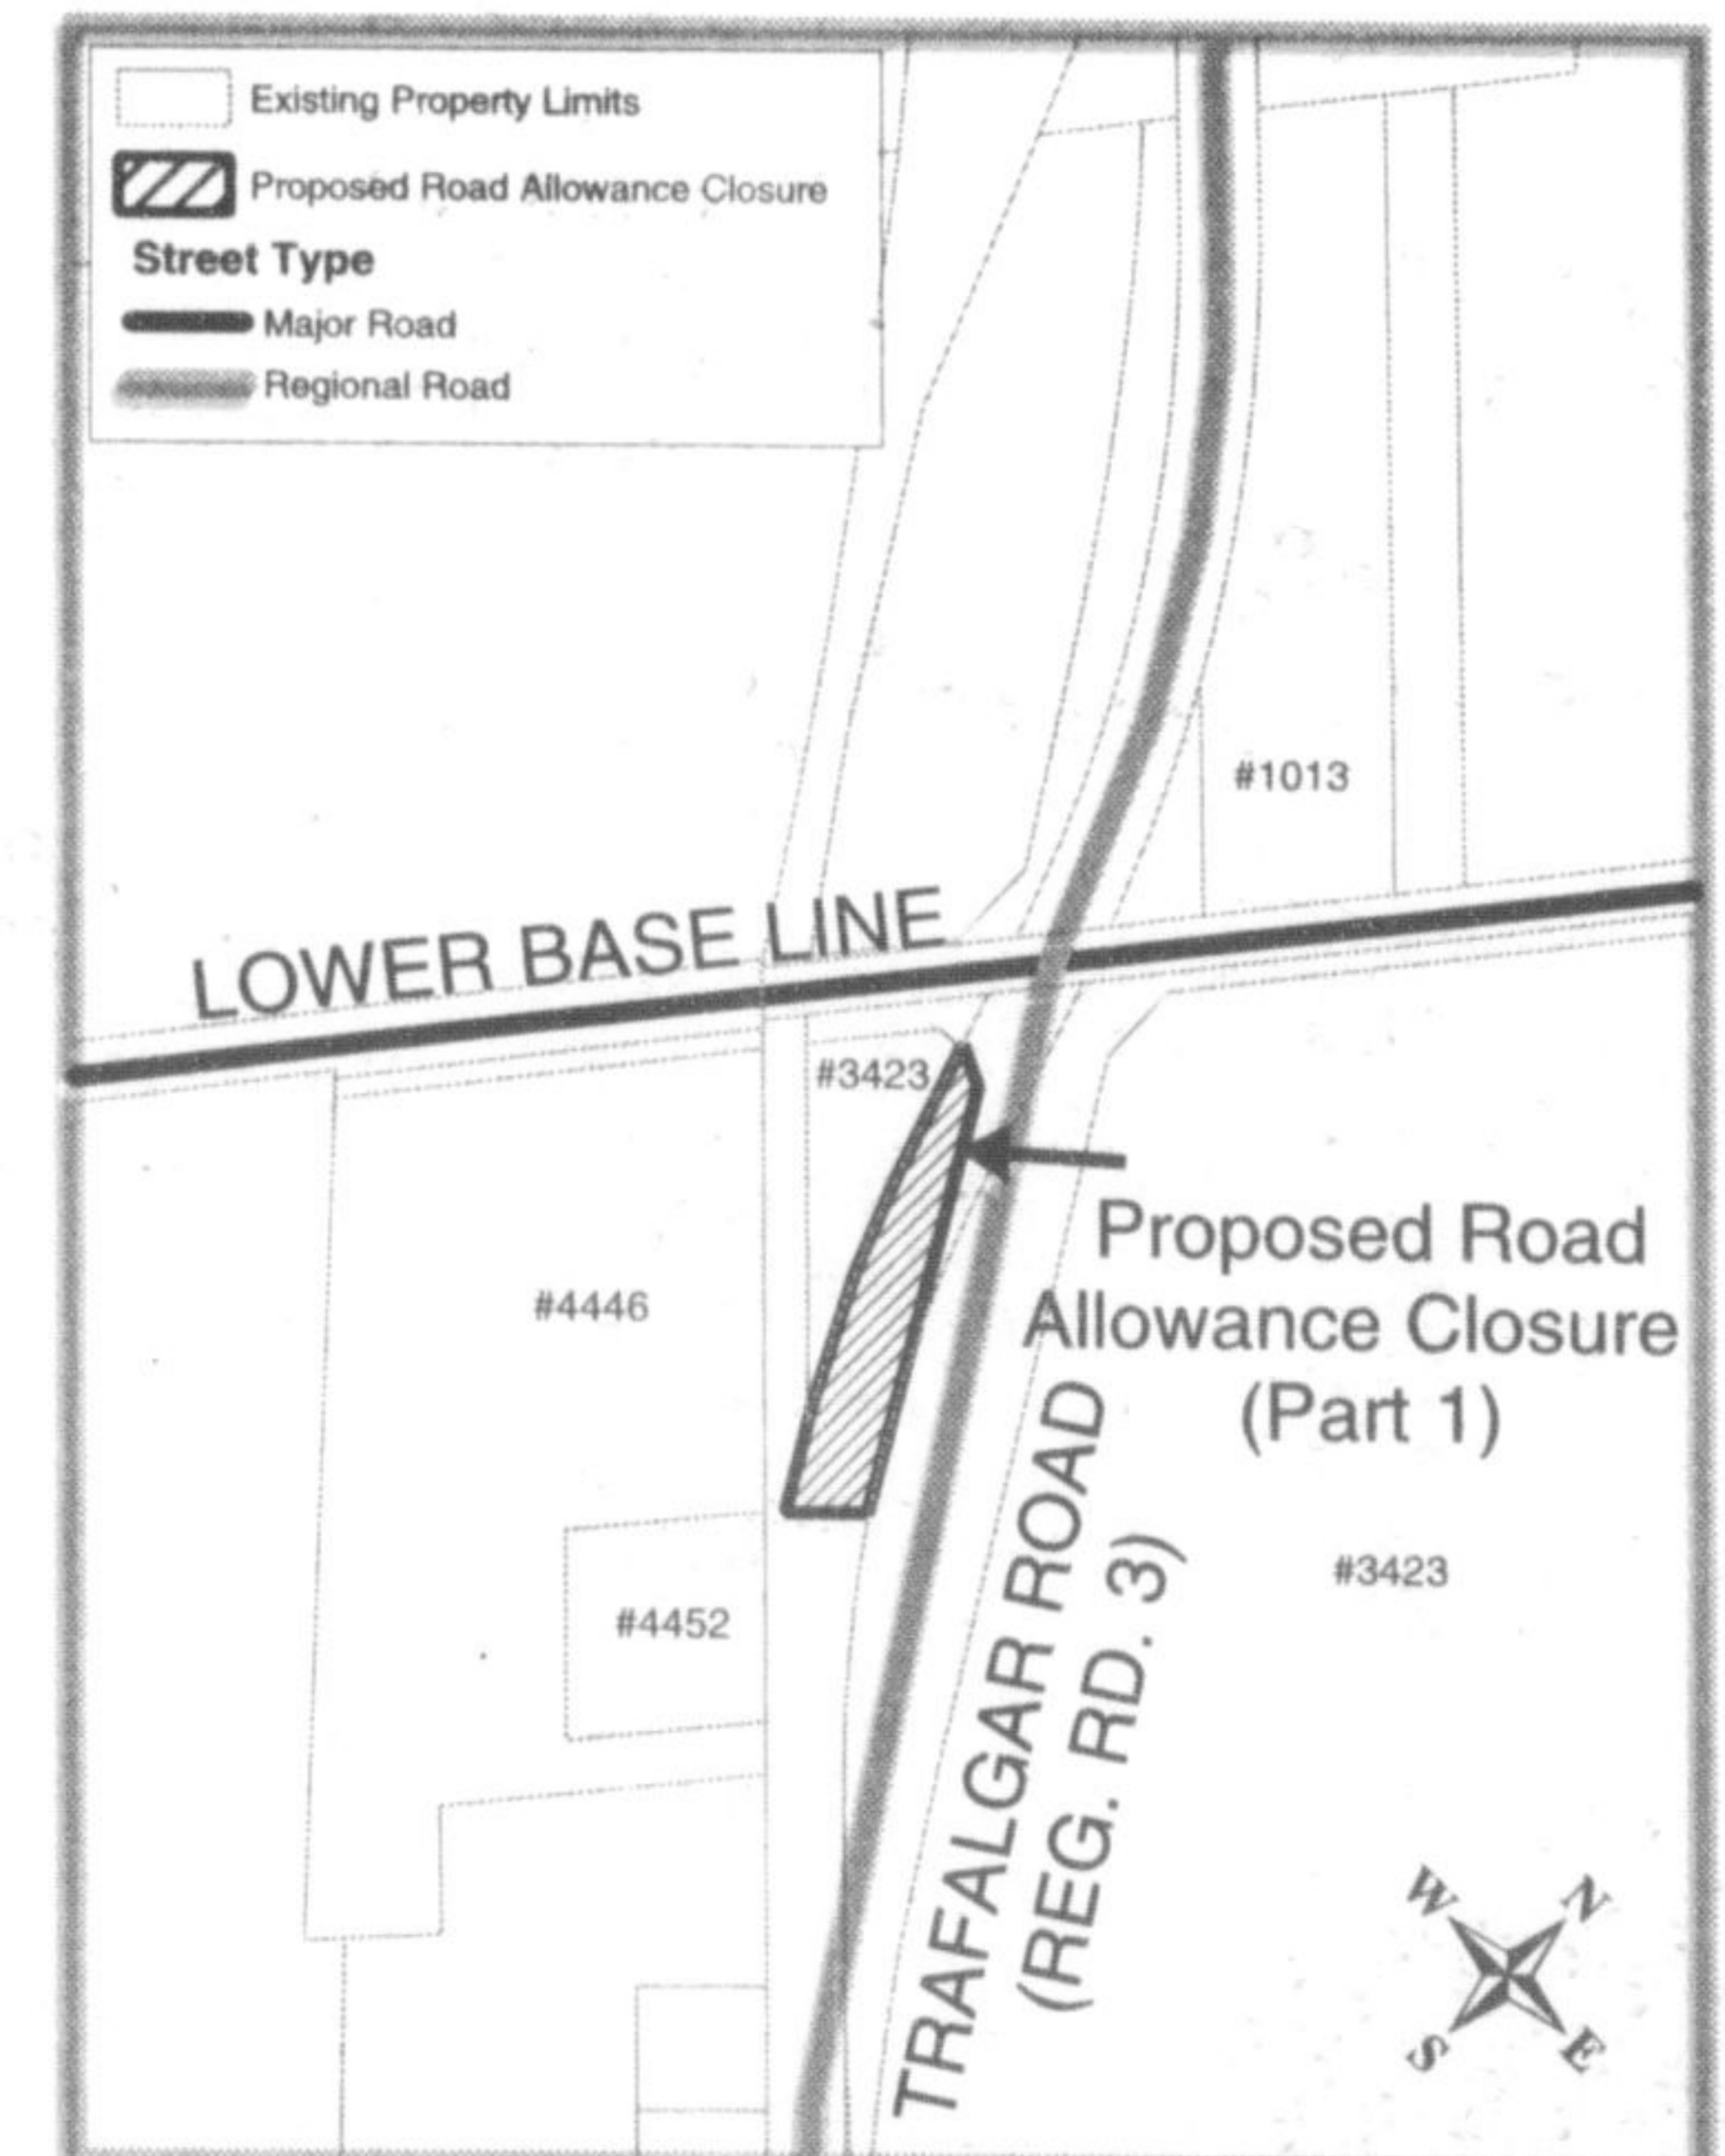 Existing Property Limits
Proposed Road Allowance Closure
Street Type
Major Road
Regional Road
#1013
LOWER BASE LINE
#3423
Proposed Road
Allowance Closure
(Part 1)
#4446
TRAFALGAR ROAD
(REG. RD. 3)
#3423
#4452
W
N
S
E